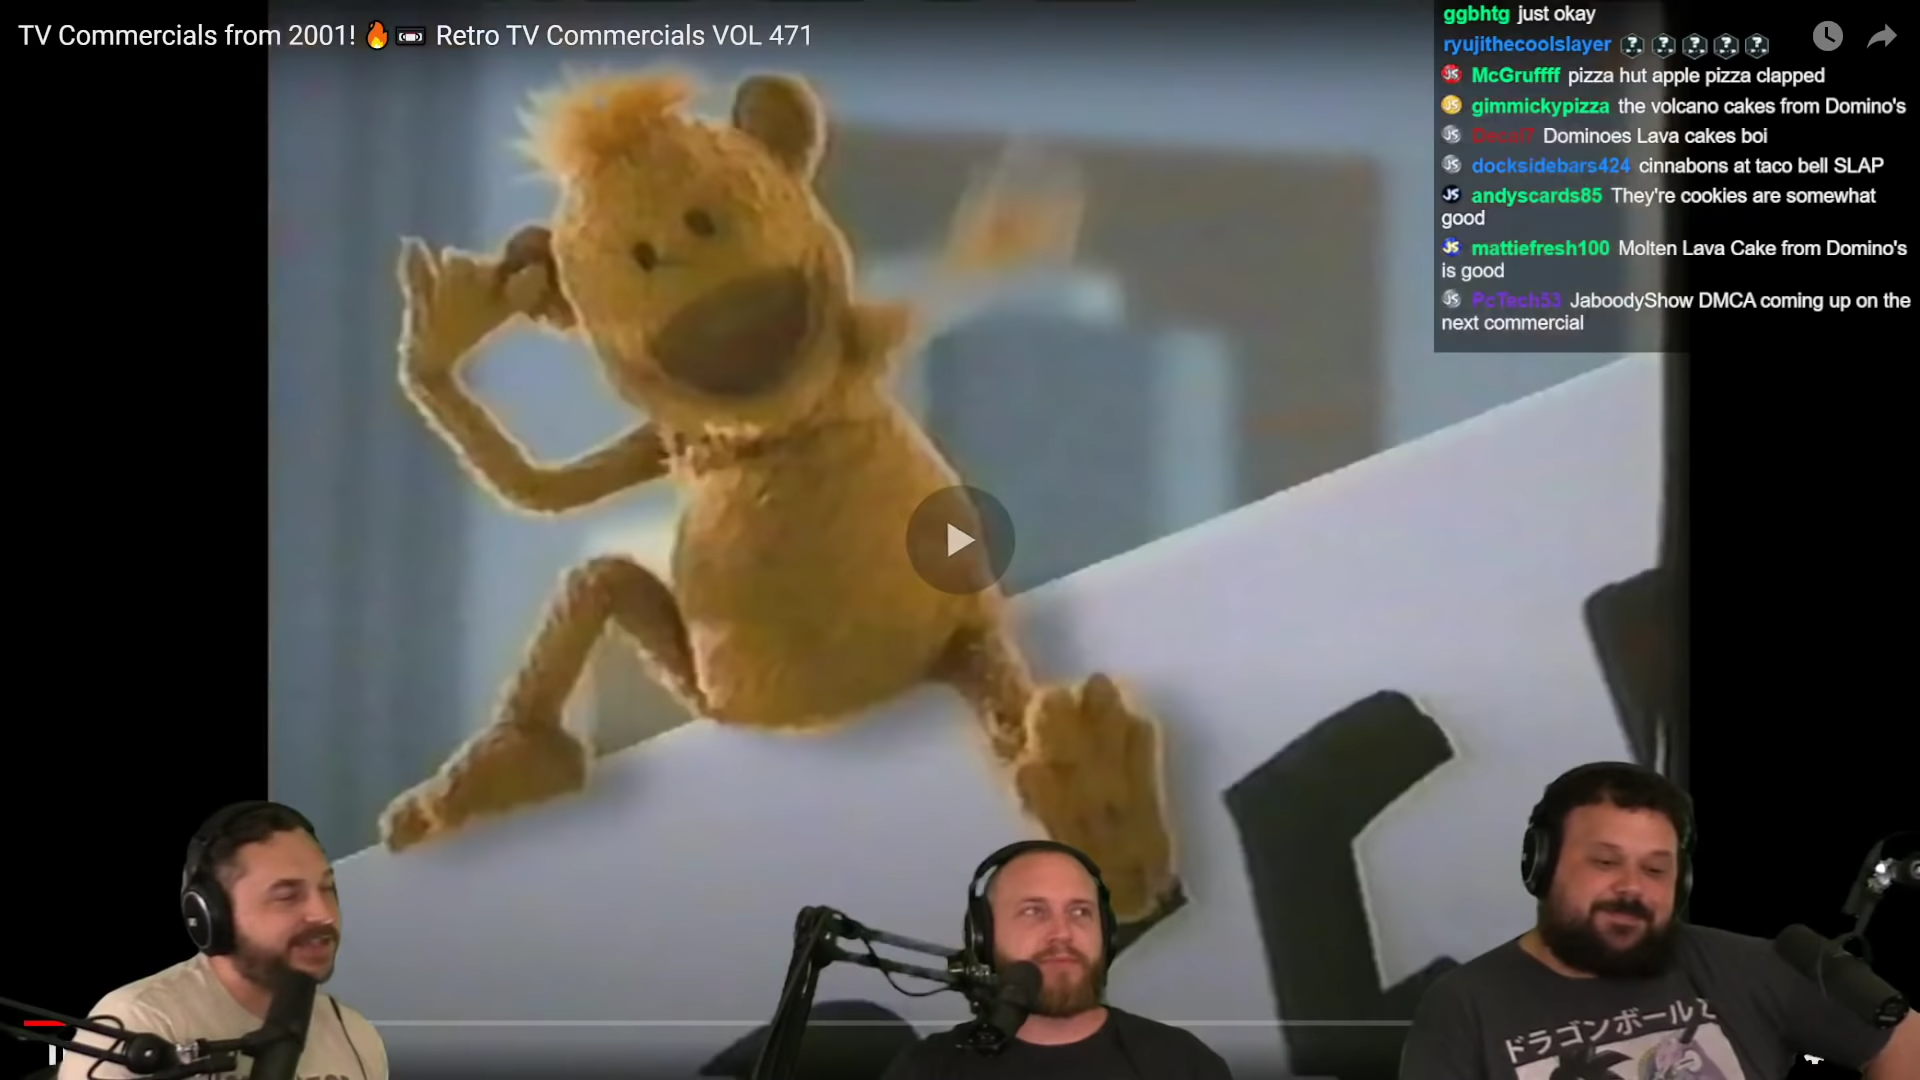 TV Commercials from 2001! 🔥📼 Retro TV Commercials VOL 471
ggbhtg just okay
ryujithecoolslayer
McGruffff pizza hut apple pizza clapped
gimmickypizza the volcano cakes from Domino's
Decal7 Dominoes Lava cakes boi
docksidebars424 cinnabons at taco bell SLAP
andyscards85 They're cookies are somewhat
good
mattiefresh100 Molten Lava Cake from Domino's
is good
PcTech53 JaboodyShow DMCA coming up on the
next commercial
ドラゴンボールZ